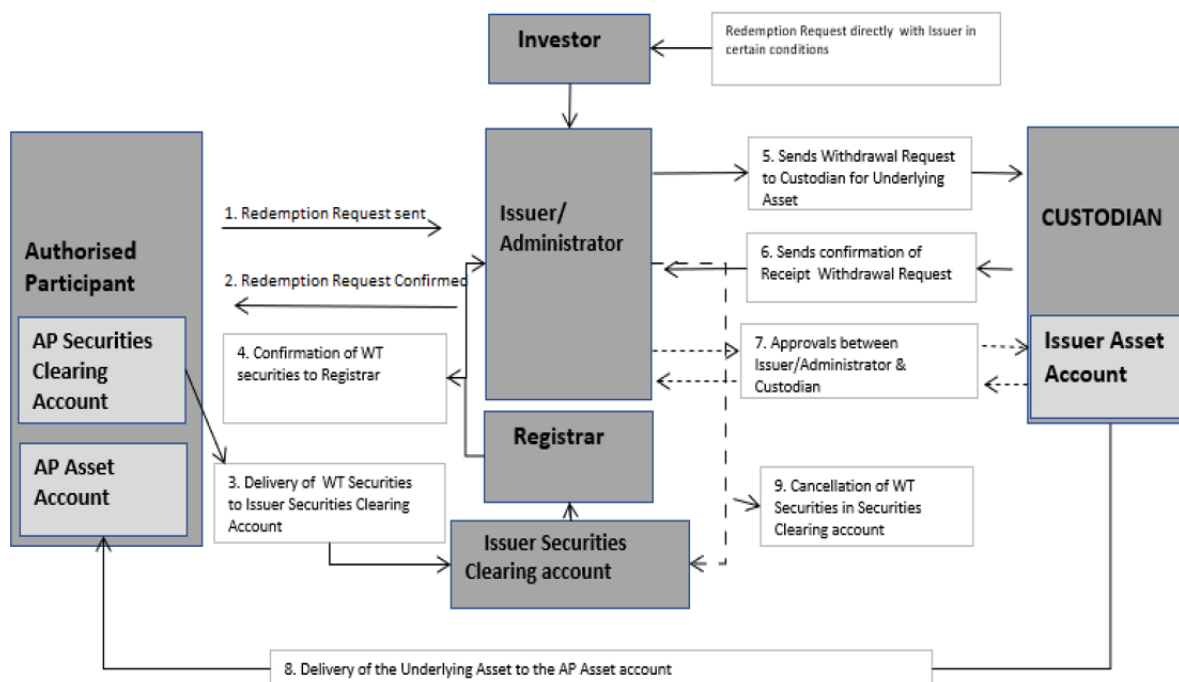 Investor
Redemption Request directly with Issuer in
certain conditions
Authorised
Participant
AP Securities
Clearing
Account
AP Asset
Account
1. Redemption Request sent
2. Redemption Request Confirmed
4. Confirmation of WT
securities to Registrar
3. Delivery of WT Securities
to Issuer Securities Clearing
Account
Issuer/
Administrator
Registrar
Issuer Securities
Clearing account
5. Sends Withdrawal Request
to Custodian for Underlying
Asset
6. Sends confirmation of
Receipt Withdrawal Request
7. Approvals between
Issuer/Administrator &
Custodian
9. Cancellation of WT
Securities in Securities
Clearing account
CUSTODIAN
Issuer Asset
Account
8. Delivery of the Underlying Asset to the AP Asset account